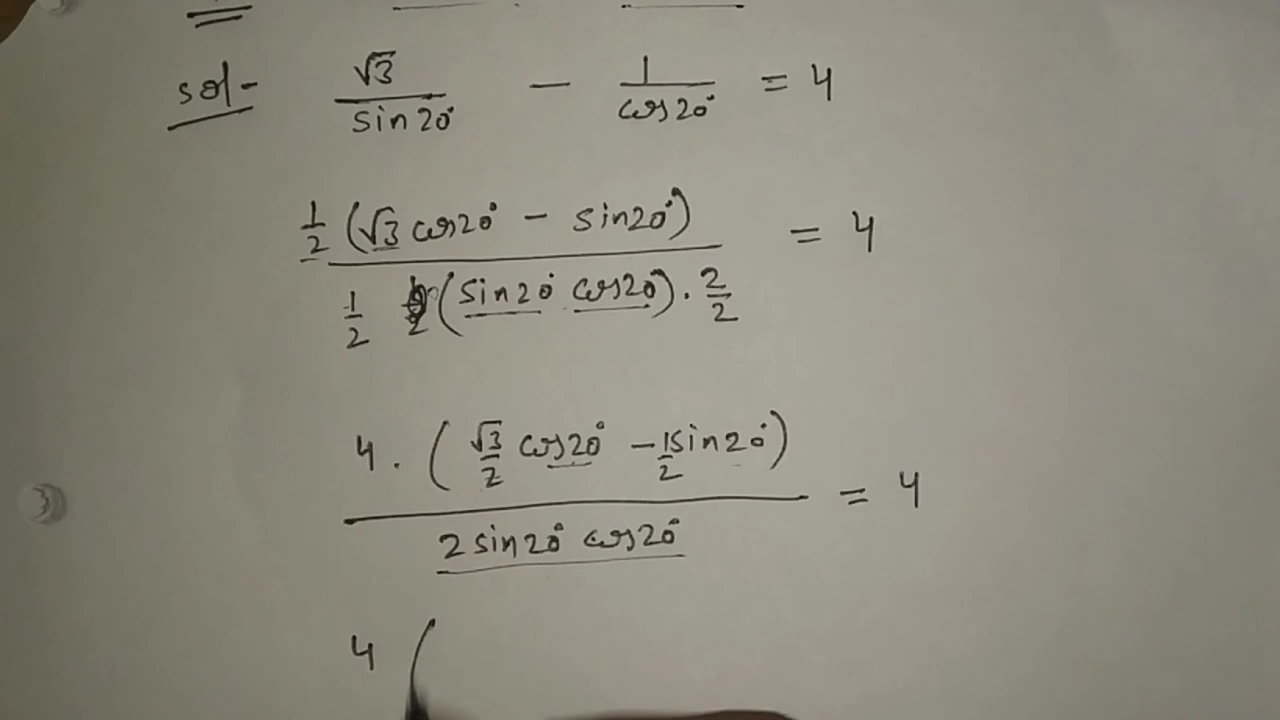 sol- √3/sin20° - 1/cos20° = 4
1/2 (√3 cos20° - sin20°) / 1/2 (sin20° cos20°) . 2/2 = 4
4 . (√3/2 cos20° - 1/2 sin20°) / 2 sin20° cos20° = 4
4 (